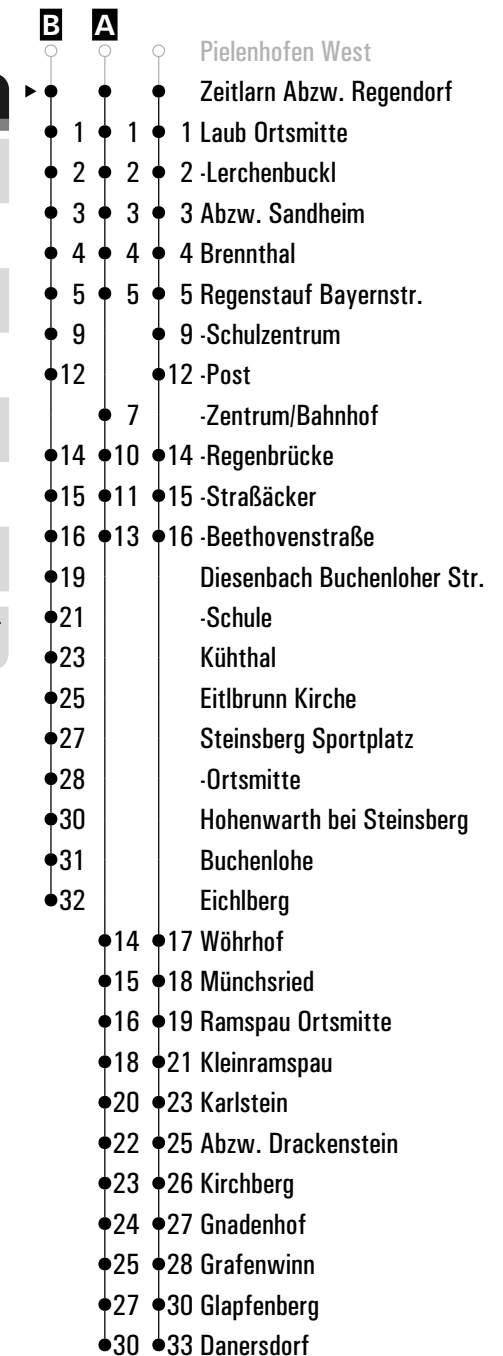 B A
Pielenhofen West
Zeitlarn Abzw. Regendorf
1 1 1 Laub Ortsmitte
2 2 2 -Lerchenbuckl
3 3 3 Abzw. Sandheim
4 4 4 Brennthal
5 5 5 Regenstauf Bayernstr.
9 9 -Schulzentrum
12 12 -Post
7 -Zentrum/Bahnhof
14 10 14 -Regenbrücke
15 11 15 -Straßäcker
16 13 16 -Beethovenstraße
19 Diesenbach Buchenloher Str.
21 -Schule
23 Kühthal
25 Eitlbrunn Kirche
27 Steinsberg Sportplatz
28 -Ortsmitte
30 Hohenwarth bei Steinsberg
31 Buchenlohe
32 Eichlberg
14 17 Wöhrhof
15 18 Münchsried
16 19 Ramspau Ortsmitte
18 21 Kleinramspau
20 23 Karlstein
22 25 Abzw. Drackenstein
23 26 Kirchberg
24 27 Gnadenhof
25 28 Grafenwinn
27 30 Glapfenberg
30 33 Danersdorf